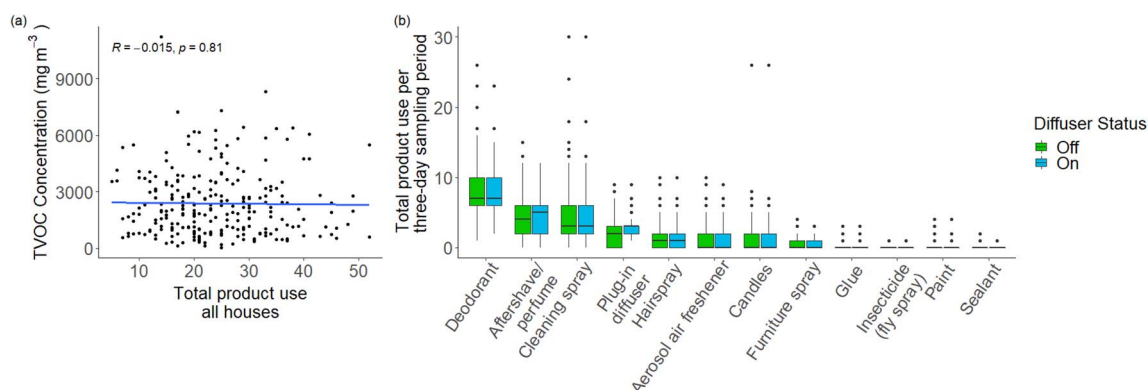 (a)
TVOC Concentration (mg m⁻³)
R = −0.015, p = 0.81
9000
6000
3000
0
10
20
30
40
50
Total product use
all houses
(b)
Total product use per
three-day sampling period
30
20
10
0
Deodorant
Aftershave/
perfume
Cleaning spray
Plug-in
diffuser
Hairspray
Aerosol air freshener
Candles
Furniture spray
Glue
Insecticide
(fly spray)
Paint
Sealant
Diffuser Status
Off
On